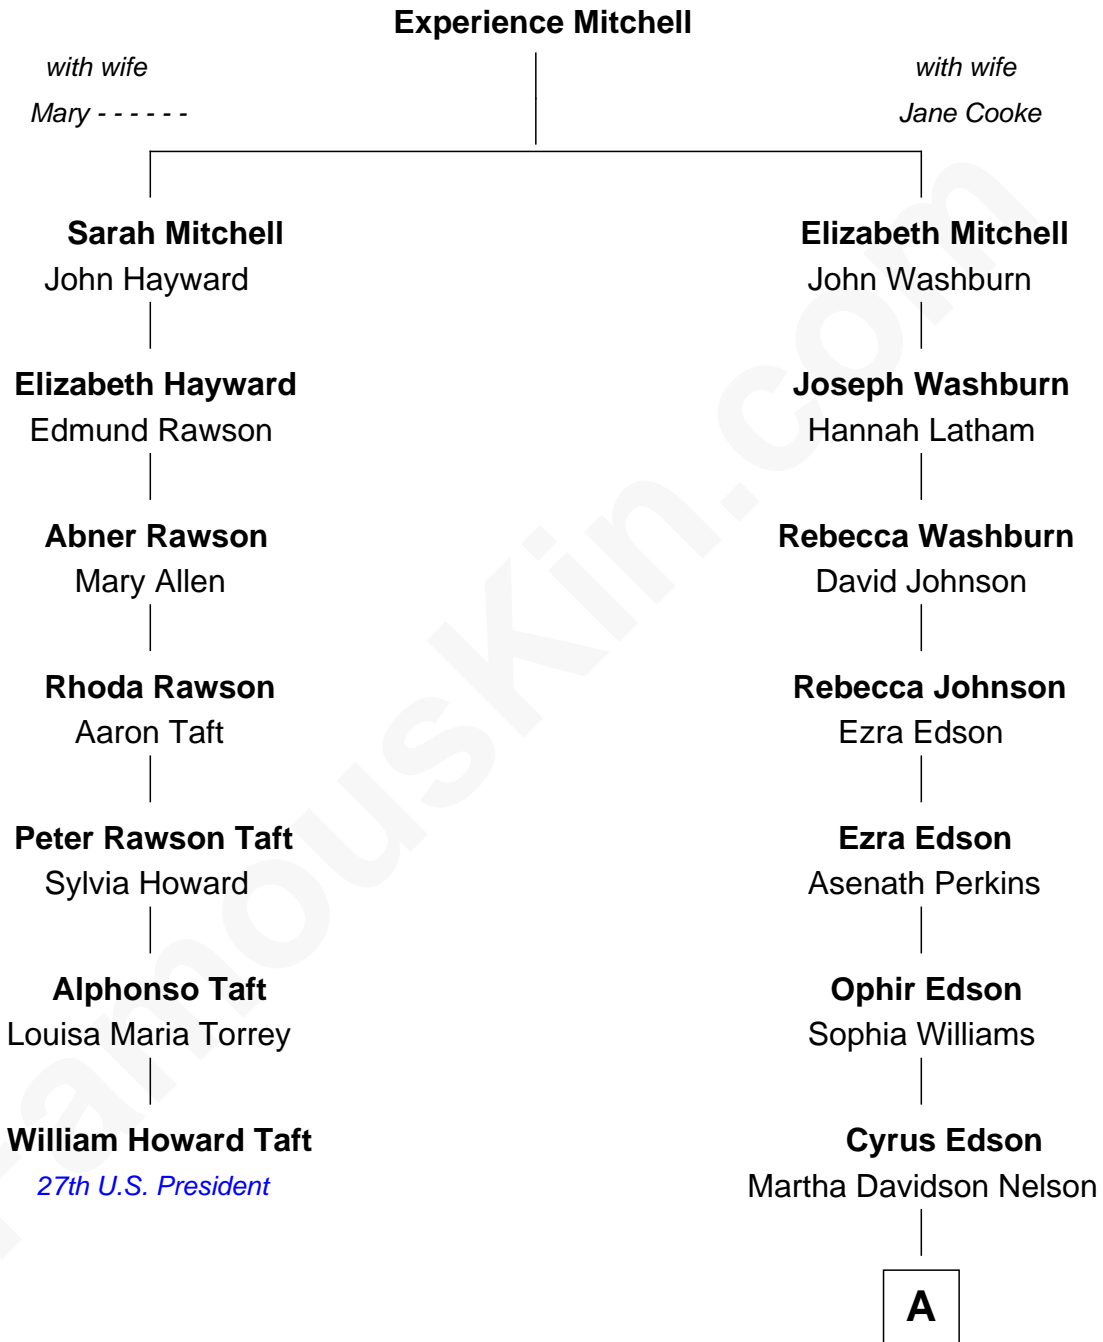 Experience Mitchell
with wife
Mary - - - - - -
with wife
Jane Cooke
Sarah Mitchell
John Hayward
Elizabeth Mitchell
John Washburn
Elizabeth Hayward
Edmund Rawson
Joseph Washburn
Hannah Latham
Abner Rawson
Mary Allen
Rebecca Washburn
David Johnson
Rhoda Rawson
Aaron Taft
Rebecca Johnson
Ezra Edson
Peter Rawson Taft
Sylvia Howard
Ezra Edson
Asenath Perkins
Alphonso Taft
Louisa Maria Torrey
Ophir Edson
Sophia Williams
William Howard Taft
27th U.S. President
Cyrus Edson
Martha Davidson Nelson
A
FamousKin.com